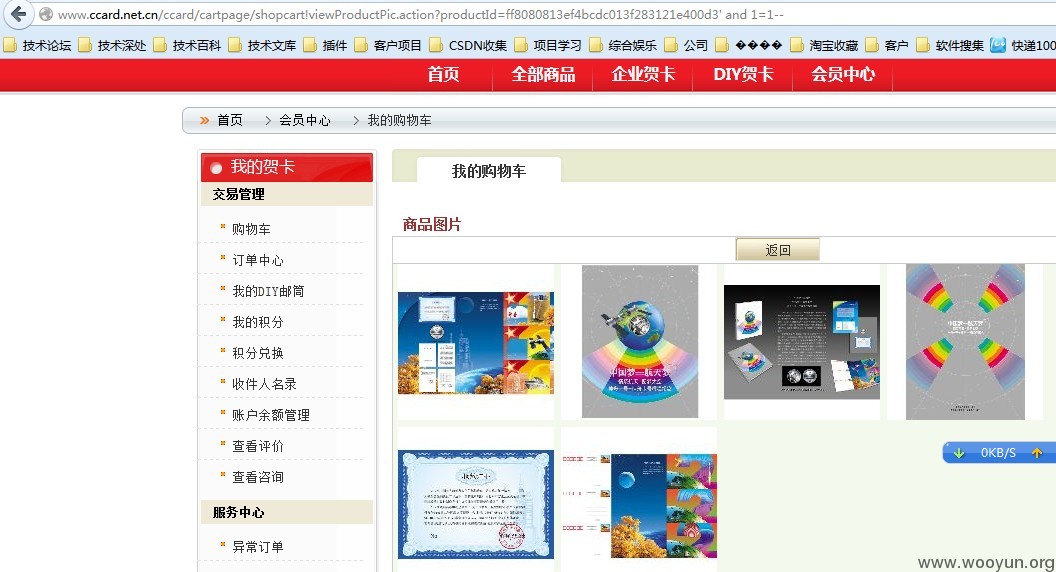 www.ccard.net.cn/ccard/cartpage/shopcart!viewProductPic.action?productId=ff8080813ef4bcdc013f283121e400d3' and 1=1--
技术论坛 技术深处 技术百科 技术文库 插件 客户项目 CSDN收集 项目学习 综合娱乐 公司 ���� 淘宝收藏 客户 软件搜集 快递100
首页 全部商品 企业贺卡 DIY贺卡 会员中心
首页 > 会员中心 > 我的购物车
我的贺卡
交易管理
购物车
订单中心
我的DIY邮筒
我的积分
积分兑换
收件人名录
账户余额管理
查看评价
查看咨询
服务中心
异常订单
我的购物车
商品图片
返回
中国梦—航天梦
0KB/S
www.wooyun.org